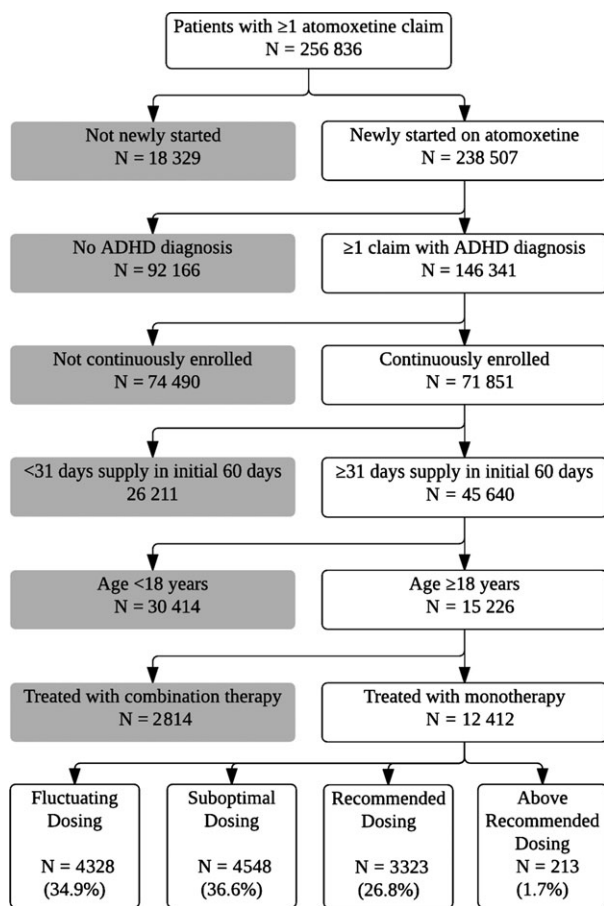 Patients with ≥1 atomoxetine claim
N = 256 836
Not newly started
N = 18 329
Newly started on atomoxetine
N = 238 507
No ADHD diagnosis
N = 92 166
≥1 claim with ADHD diagnosis
N = 146 341
Not continuously enrolled
N = 74 490
Continuously enrolled
N = 71 851
<31 days supply in initial 60 days
26 211
≥31 days supply in initial 60 days
N = 45 640
Age <18 years
N = 30 414
Age ≥18 years
N = 15 226
Treated with combination therapy
N = 2814
Treated with monotherapy
N = 12 412
Fluctuating
Dosing
N = 4328
(34.9%)
Suboptimal
Dosing
N = 4548
(36.6%)
Recommended
Dosing
N = 3323
(26.8%)
Above
Recommended
Dosing
N = 213
(1.7%)